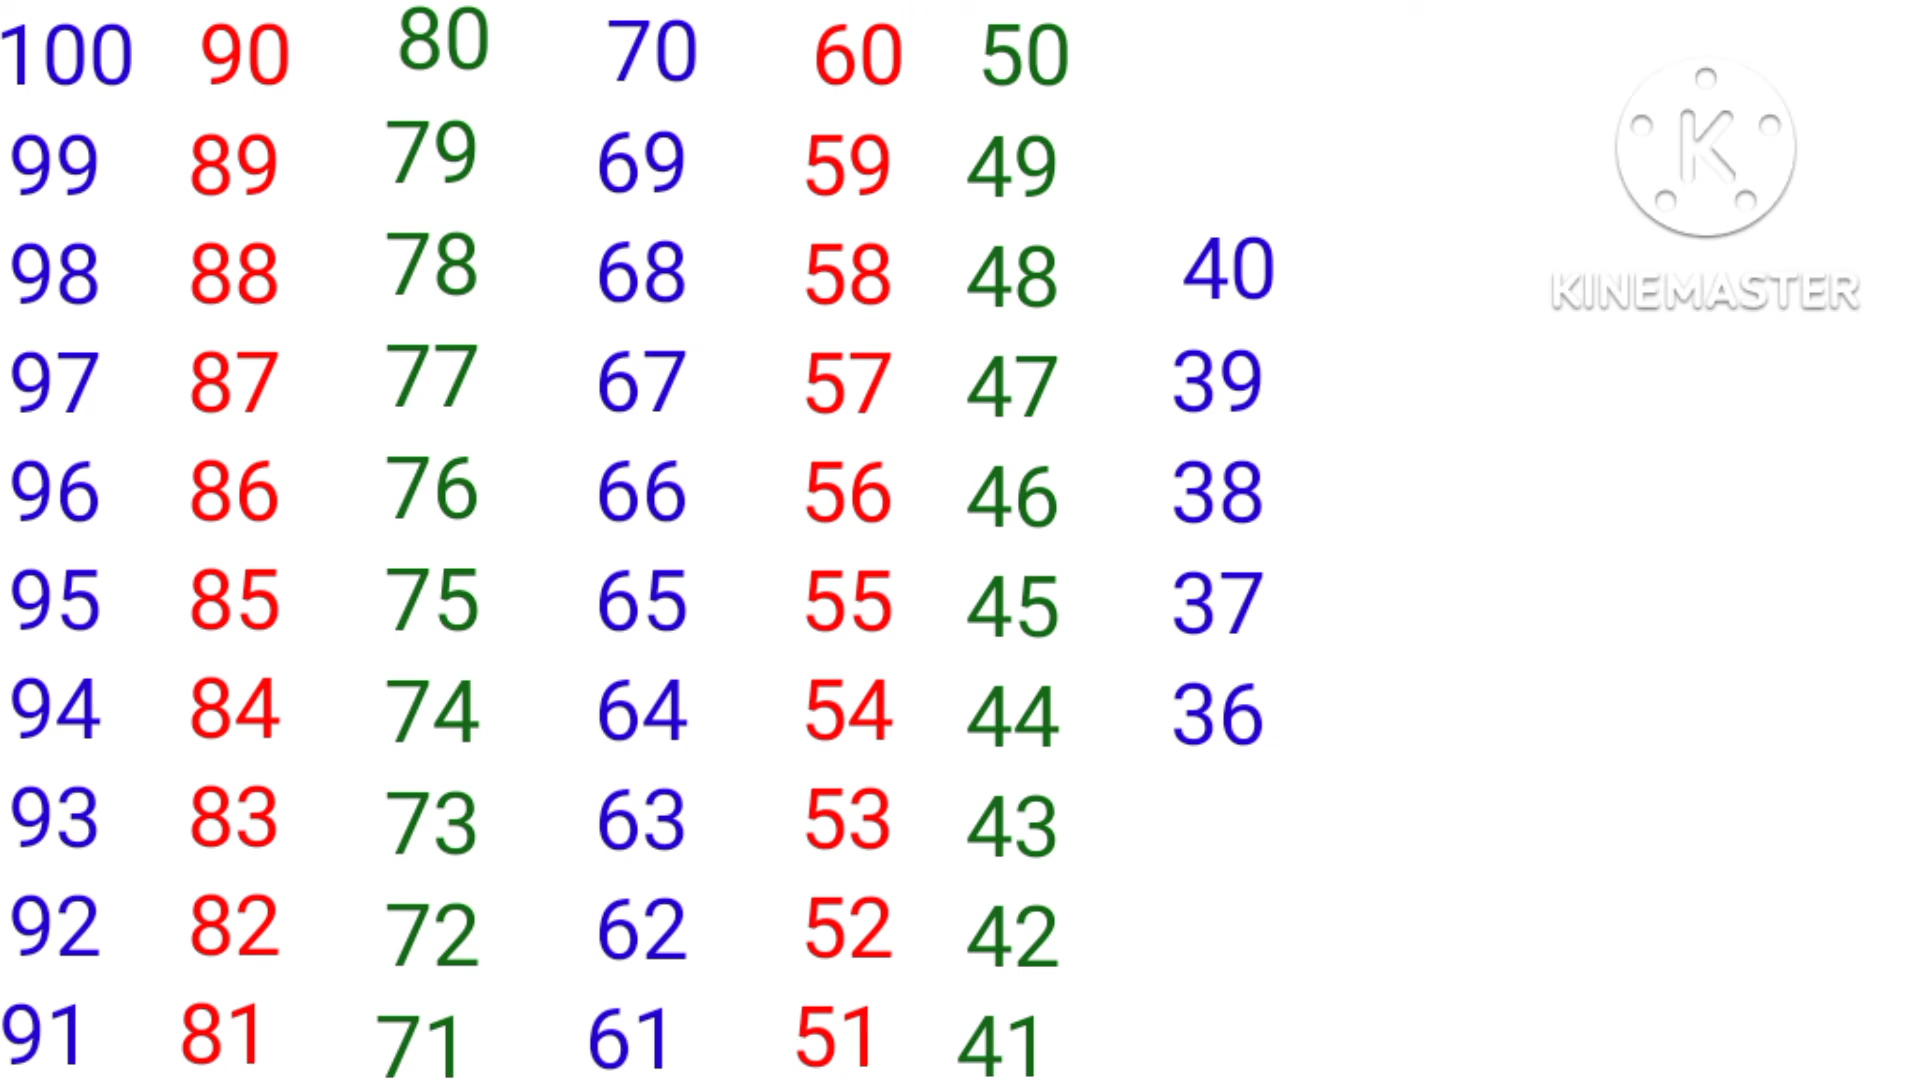 100 90 80 70 60 50
99 89 79 69 59 49
98 88 78 68 58 48 40
97 87 77 67 57 47 39
96 86 76 66 56 46 38
95 85 75 65 55 45 37
94 84 74 64 54 44 36
93 83 73 63 53 43
92 82 72 62 52 42
91 81 71 61 51 41
K
KINEMASTER